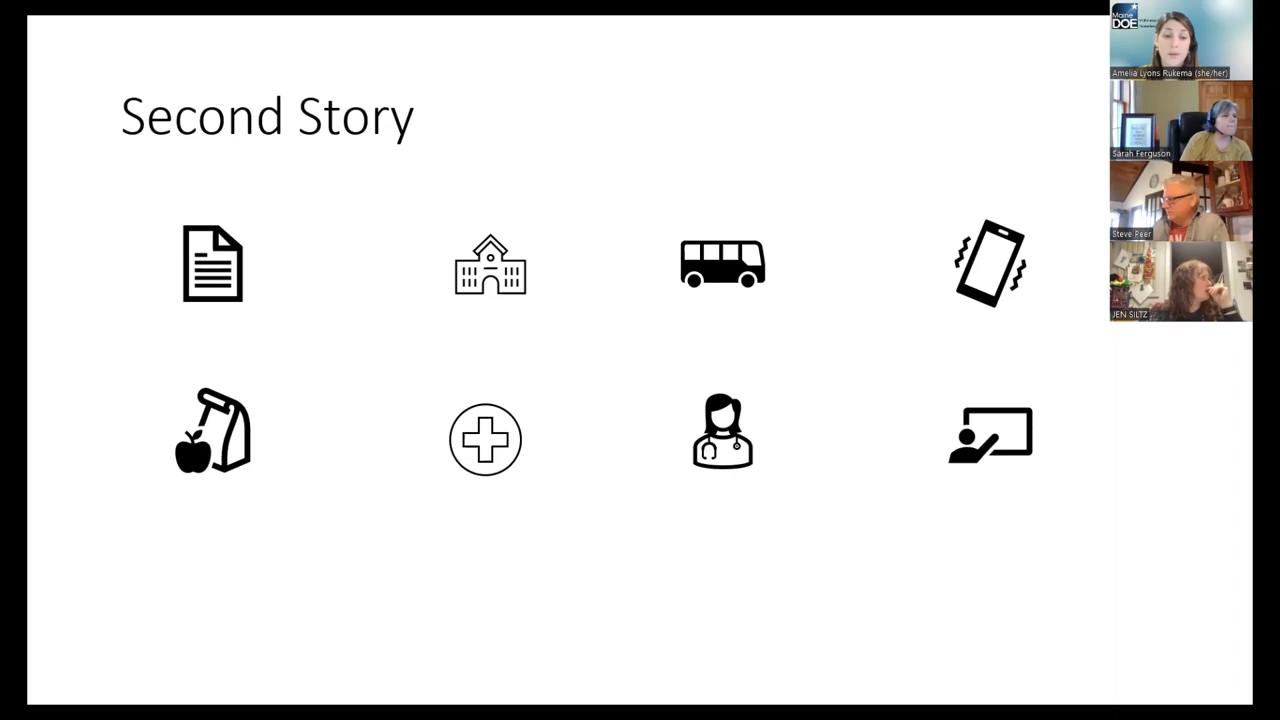 Second Story
Maine
DOE
Amelia Lyons Rukema (she/her)
Sarah Ferguson
Steve Peer
JEN SILTZ